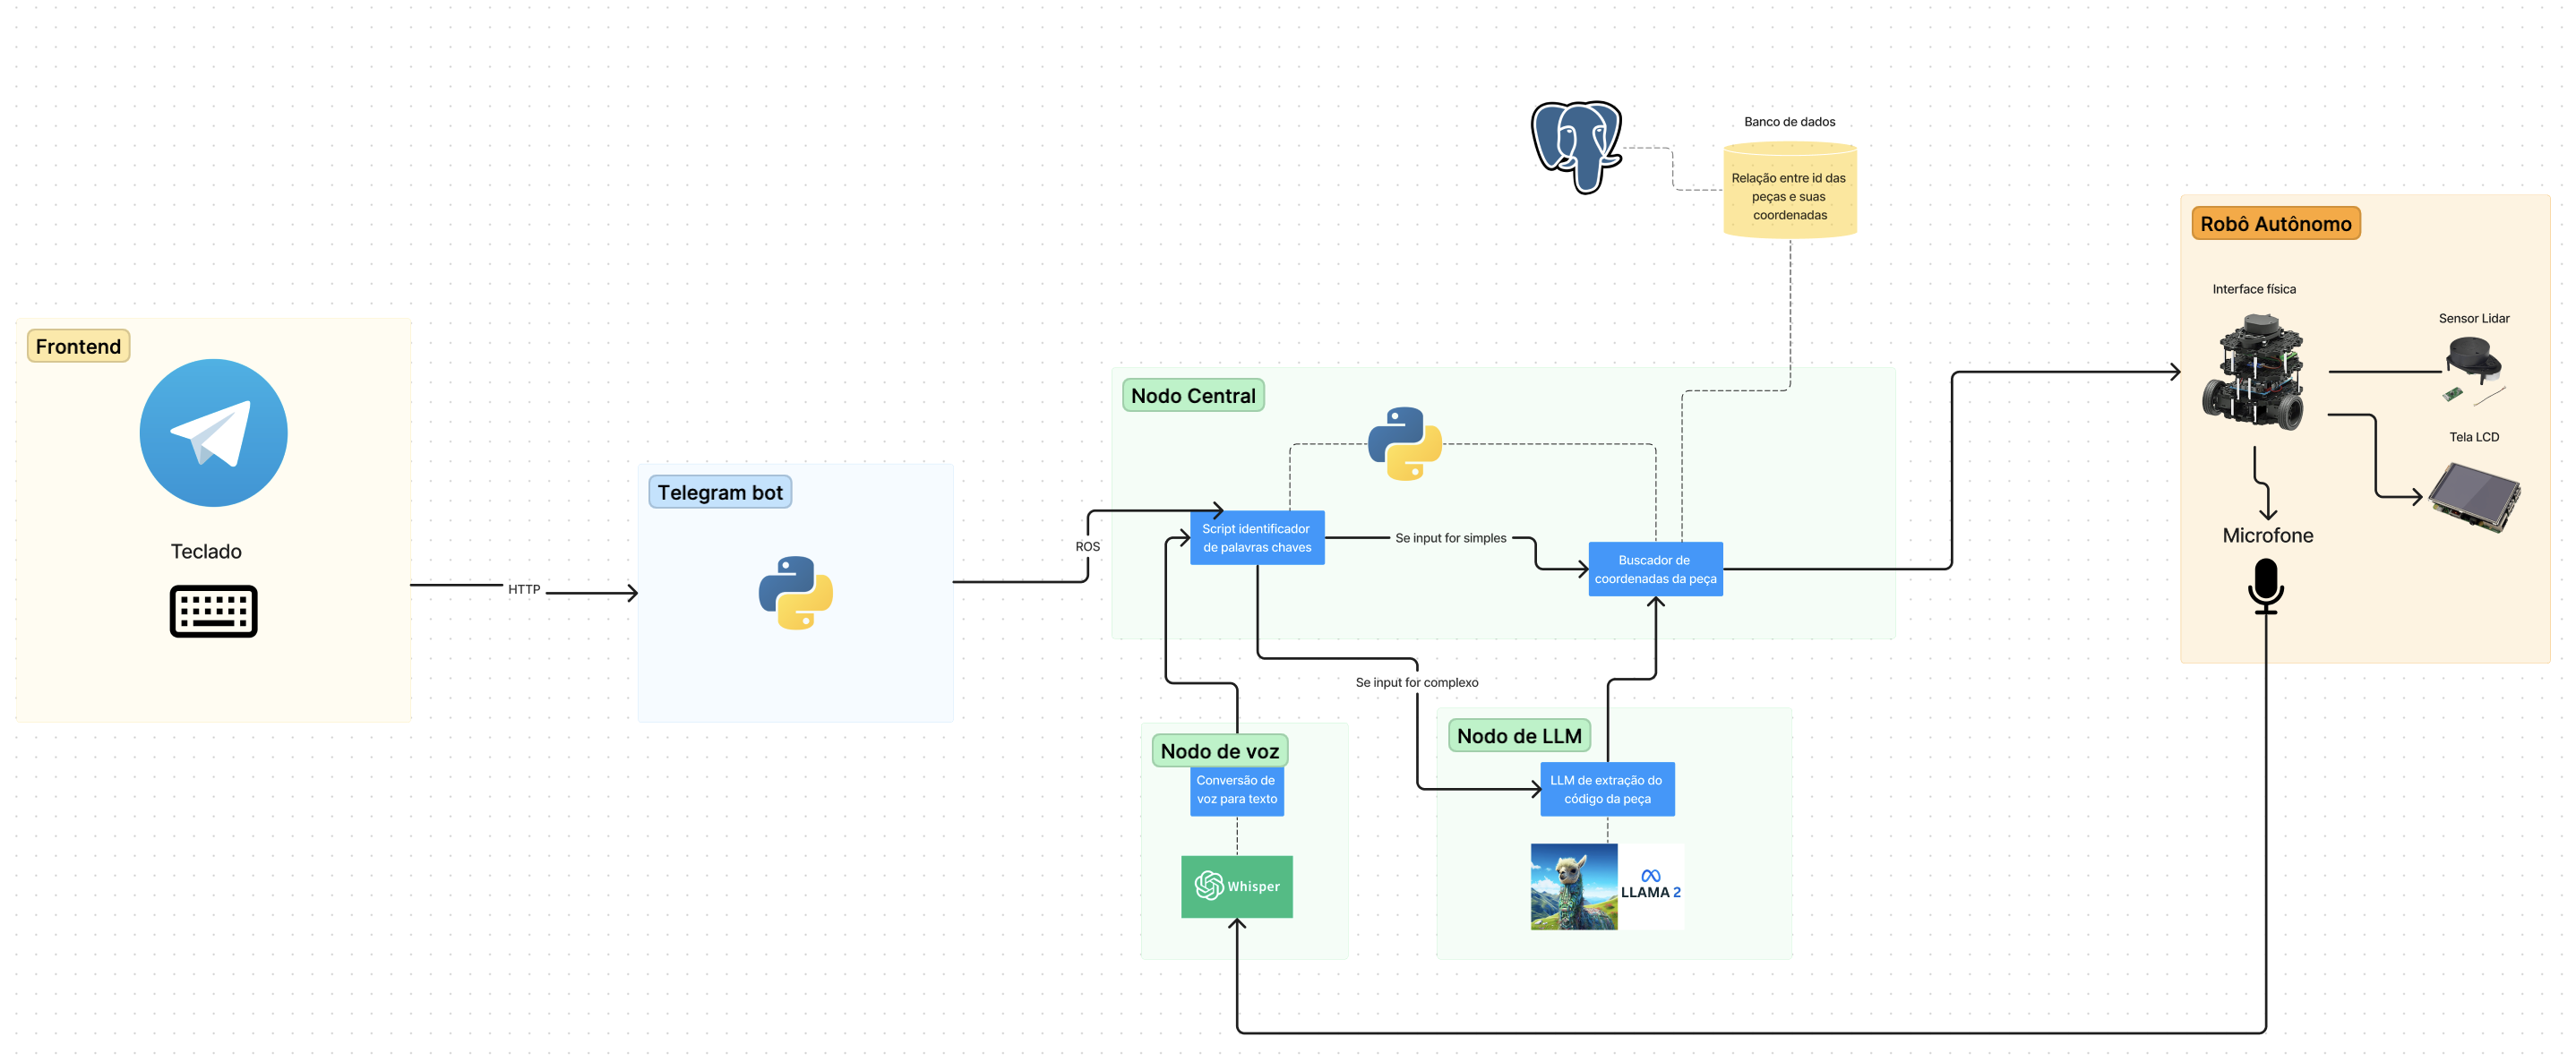 Frontend
Teclado
HTTP
Telegram bot
ROS
Nodo Central
Script identificador
de palavras chaves
Se input for simples
Buscador de
coordenadas da peça
Se input for complexo
Banco de dados
Relação entre id das
peças e suas
coordenadas
Nodo de voz
Conversão de
voz para texto
Whisper
Nodo de LLM
LLM de extração do
código da peça
LLAMA 2
Robô Autônomo
Interface física
Sensor Lidar
Tela LCD
Microfone